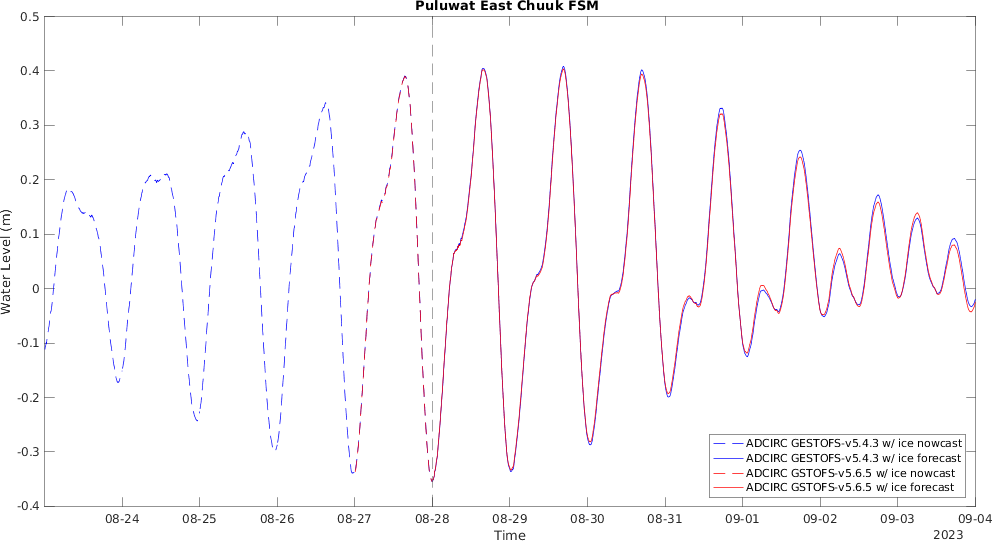 Puluwat East Chuuk FSM
0.5
0.4
0.3
0.2
0.1
0
-0.1
-0.2
-0.3
-0.4
Water Level (m)
ADCIRC GESTOFS-v5.4.3 w/ ice nowcast
ADCIRC GESTOFS-v5.4.3 w/ ice forecast
ADCIRC GSTOFS-v5.6.5 w/ ice nowcast
ADCIRC GSTOFS-v5.6.5 w/ ice forecast
08-24 08-25 08-26 08-27 08-28 08-29 08-30 08-31 09-01 09-02 09-03 09-04
Time
2023